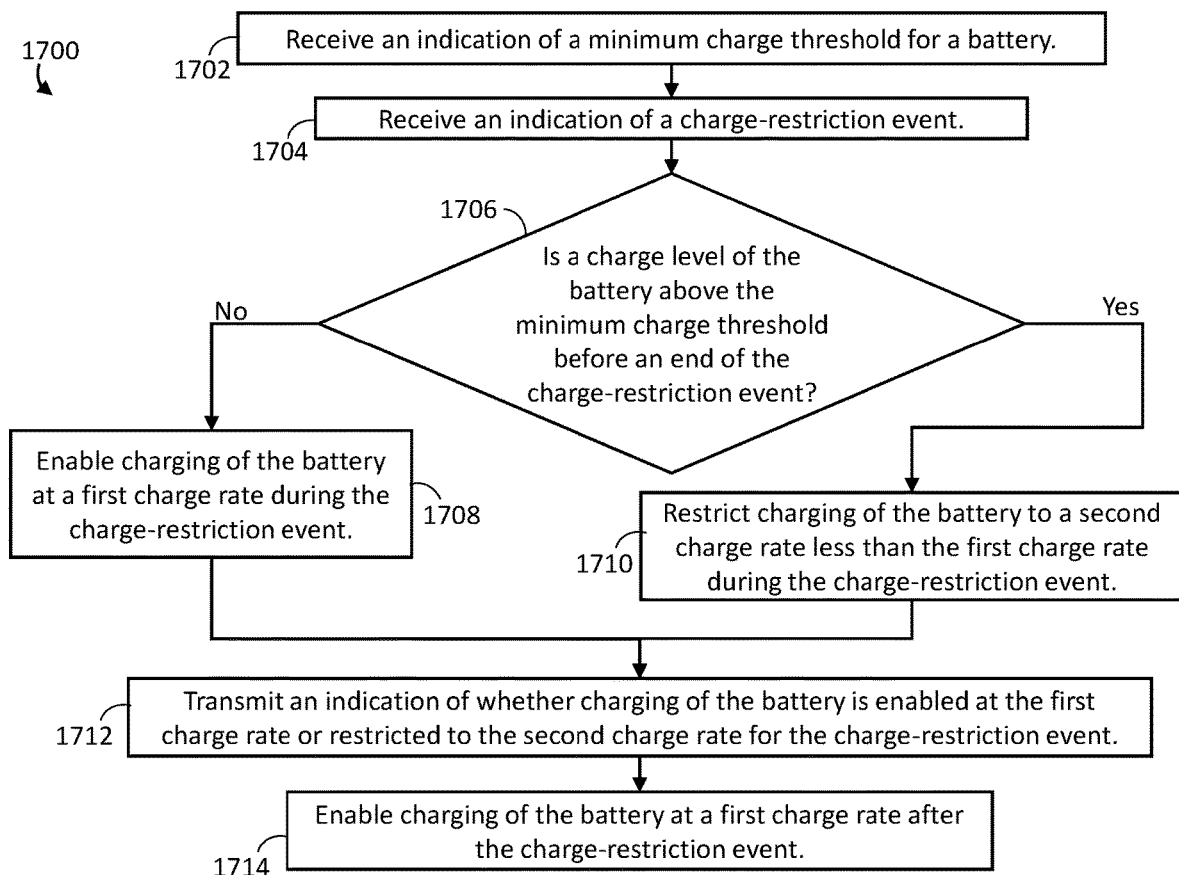 1700
Receive an indication of a minimum charge threshold for a battery.
1702
Receive an indication of a charge-restriction event.
1704
1706
Is a charge level of the
battery above the
minimum charge threshold
before an end of the
charge-restriction event?
No
Yes
Enable charging of the battery
at a first charge rate during the
charge-restriction event.
1708
Restrict charging of the battery to a second
charge rate less than the first charge rate
during the charge-restriction event.
1710
Transmit an indication of whether charging of the battery is enabled at the first
charge rate or restricted to the second charge rate for the charge-restriction event.
1712
Enable charging of the battery at a first charge rate after
the charge-restriction event.
1714